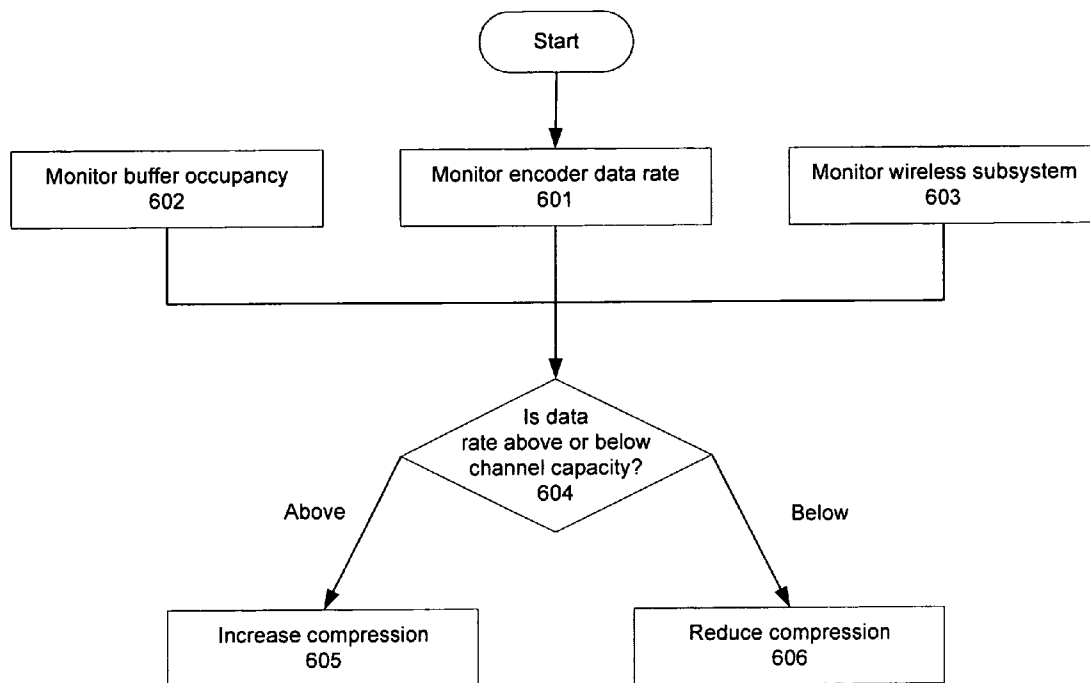 Start
Monitor buffer occupancy
602
Monitor encoder data rate
601
Monitor wireless subsystem
603
Is data
rate above or below
channel capacity?
604
Above
Below
Increase compression
605
Reduce compression
606